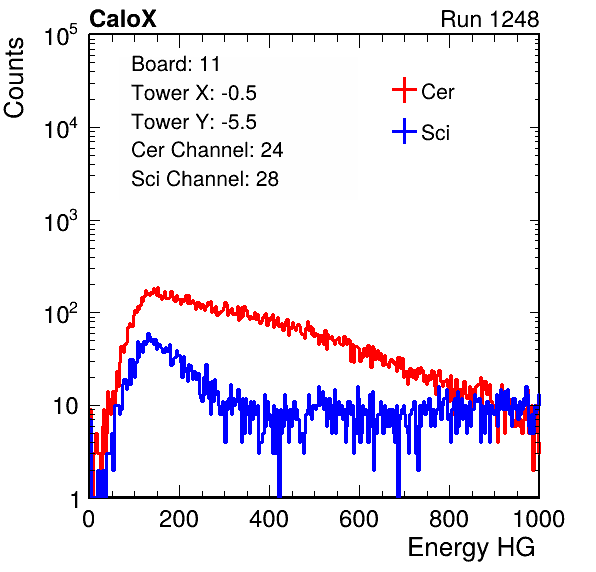 CaloX Run 1248
Counts
10^5
10^4
10^3
10^2
10
1
Board: 11
Tower X: -0.5
Tower Y: -5.5
Cer Channel: 24
Sci Channel: 28
Cer
Sci
0 200 400 600 800 1000
Energy HG